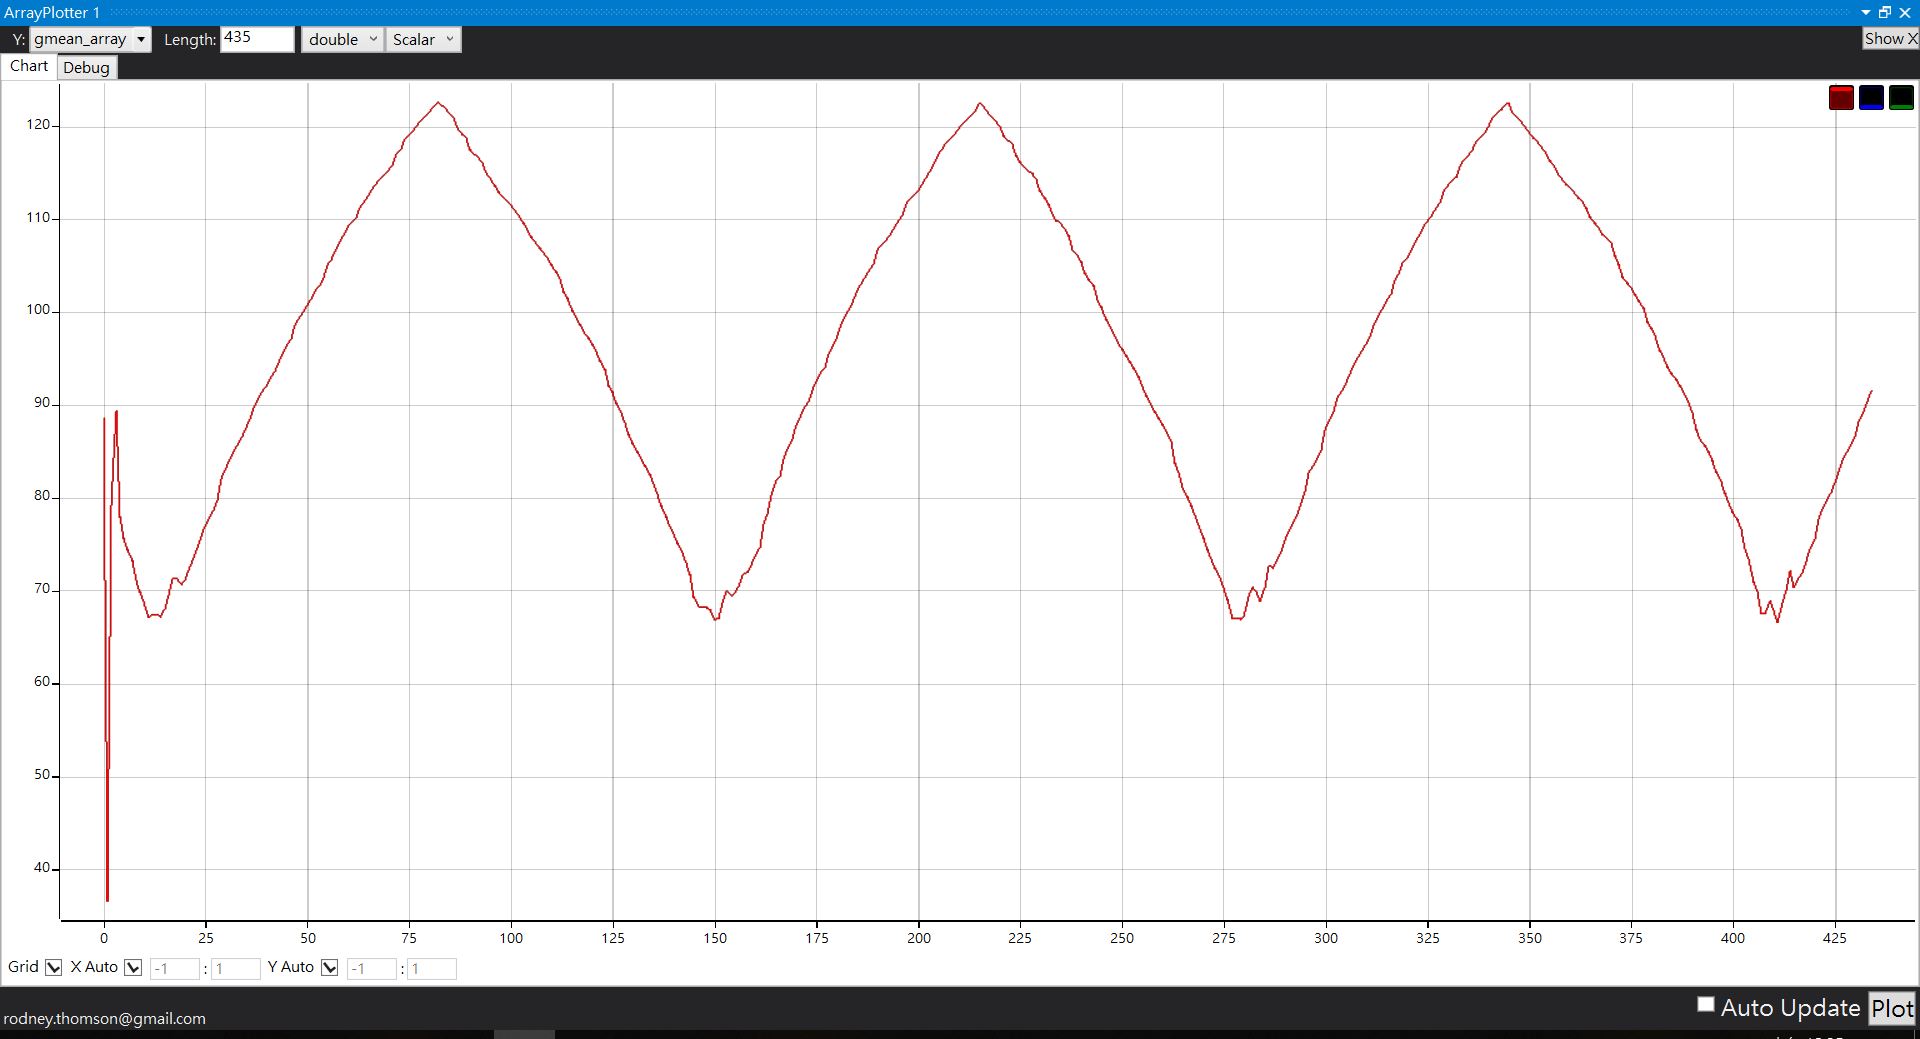 ArrayPlotter 1
Y: gmean_array Length: 435 double Scalar Show X
Chart Debug
120
110
100
90
80
70
60
50
40
0 25 50 75 100 125 150 175 200 225 250 275 300 325 350 375 400 425
Grid X Auto -1 : 1 Y Auto -1 : 1
Auto Update Plot
rodney.thomson@gmail.com